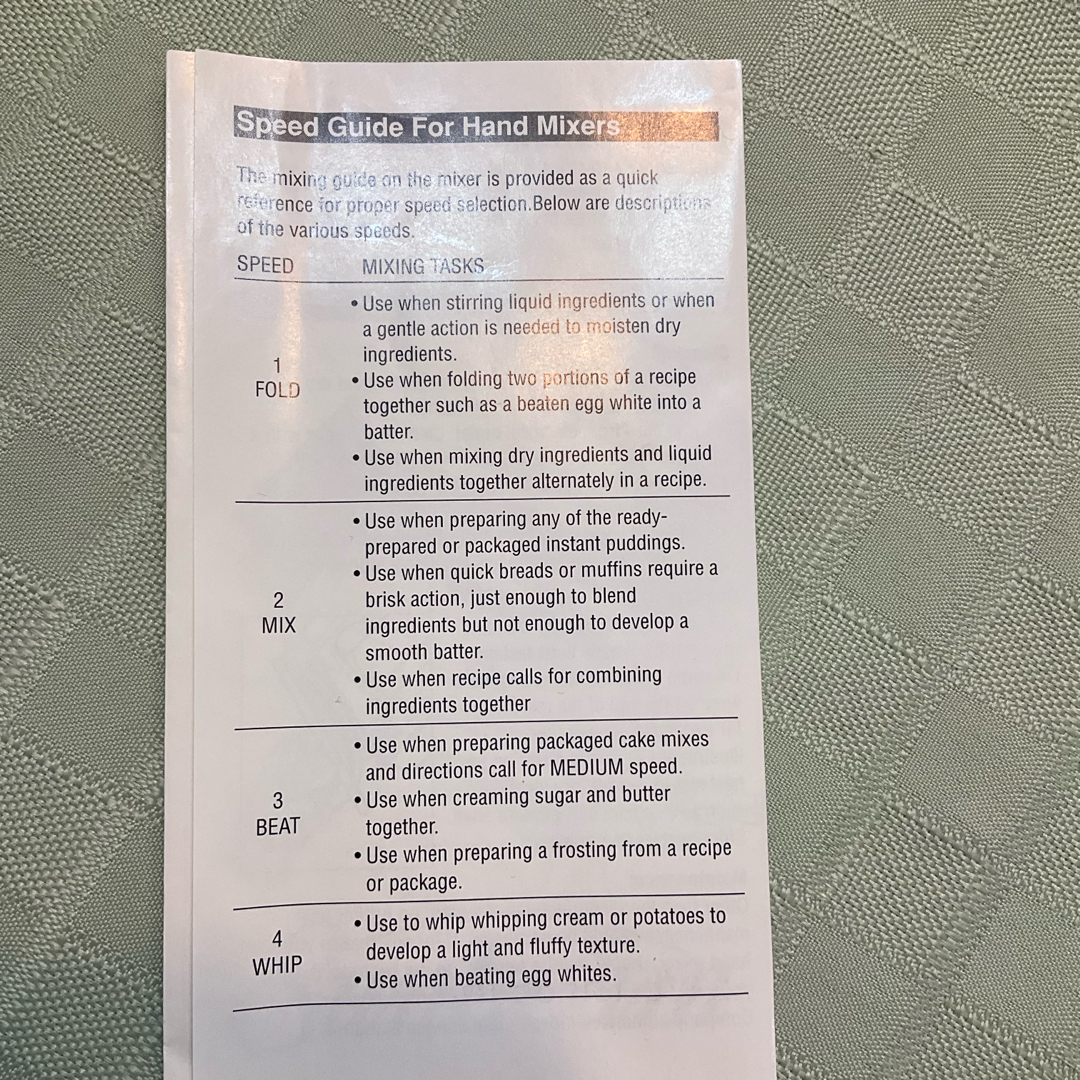 Speed Guide For Hand Mixers
The mixing guide on the mixer is provided as a quick
reference for proper speed selection.Below are descriptions
of the various speeds.
SPEED MIXING TASKS
• Use when stirring liquid ingredients or when
a gentle action is needed to moisten dry
ingredients.
1
FOLD
• Use when folding two portions of a recipe
together such as a beaten egg white into a
batter.
• Use when mixing dry ingredients and liquid
ingredients together alternately in a recipe.
• Use when preparing any of the ready-
prepared or packaged instant puddings.
• Use when quick breads or muffins require a
brisk action, just enough to blend
ingredients but not enough to develop a
smooth batter.
2
MIX
• Use when recipe calls for combining
ingredients together
• Use when preparing packaged cake mixes
and directions call for MEDIUM speed.
3
BEAT
• Use when creaming sugar and butter
together.
• Use when preparing a frosting from a recipe
or package.
4
WHIP
• Use to whip whipping cream or potatoes to
develop a light and fluffy texture.
• Use when beating egg whites.